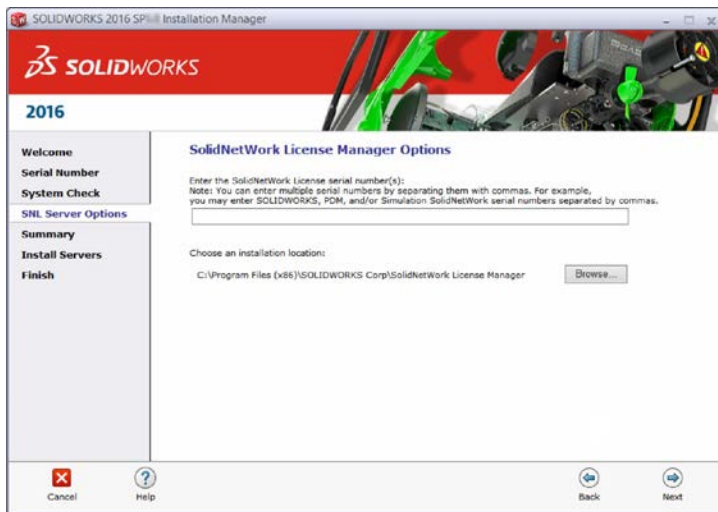 SOLIDWORKS 2016 Installation Manager
SOLIDWORKS
2016
Welcome
Serial Number
System Check
SNL Server Options
Summary
Install Servers
Finish
SolidNetWork License Manager Options
Enter the SolidNetWork License serial number(s):
Note: You can enter multiple serial numbers by separating them with commas. For example,
you may enter SOLIDWORKS, PDM, and/or Simulation SolidNetWork serial numbers separated by commas.
Choose an installation location:
C:\Program Files (x86)\SOLIDWORKS Corp\SolidNetWork License Manager
Browse...
Cancel
Help
Back
Next